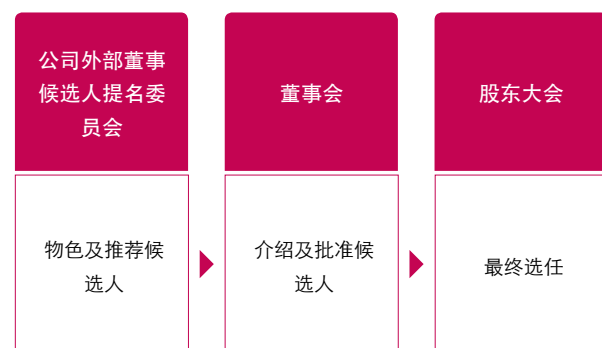 公司外部董事
候选人提名委
员会
董事会
股东大会
物色及推荐候
选人
介绍及批准候
选人
最终选任